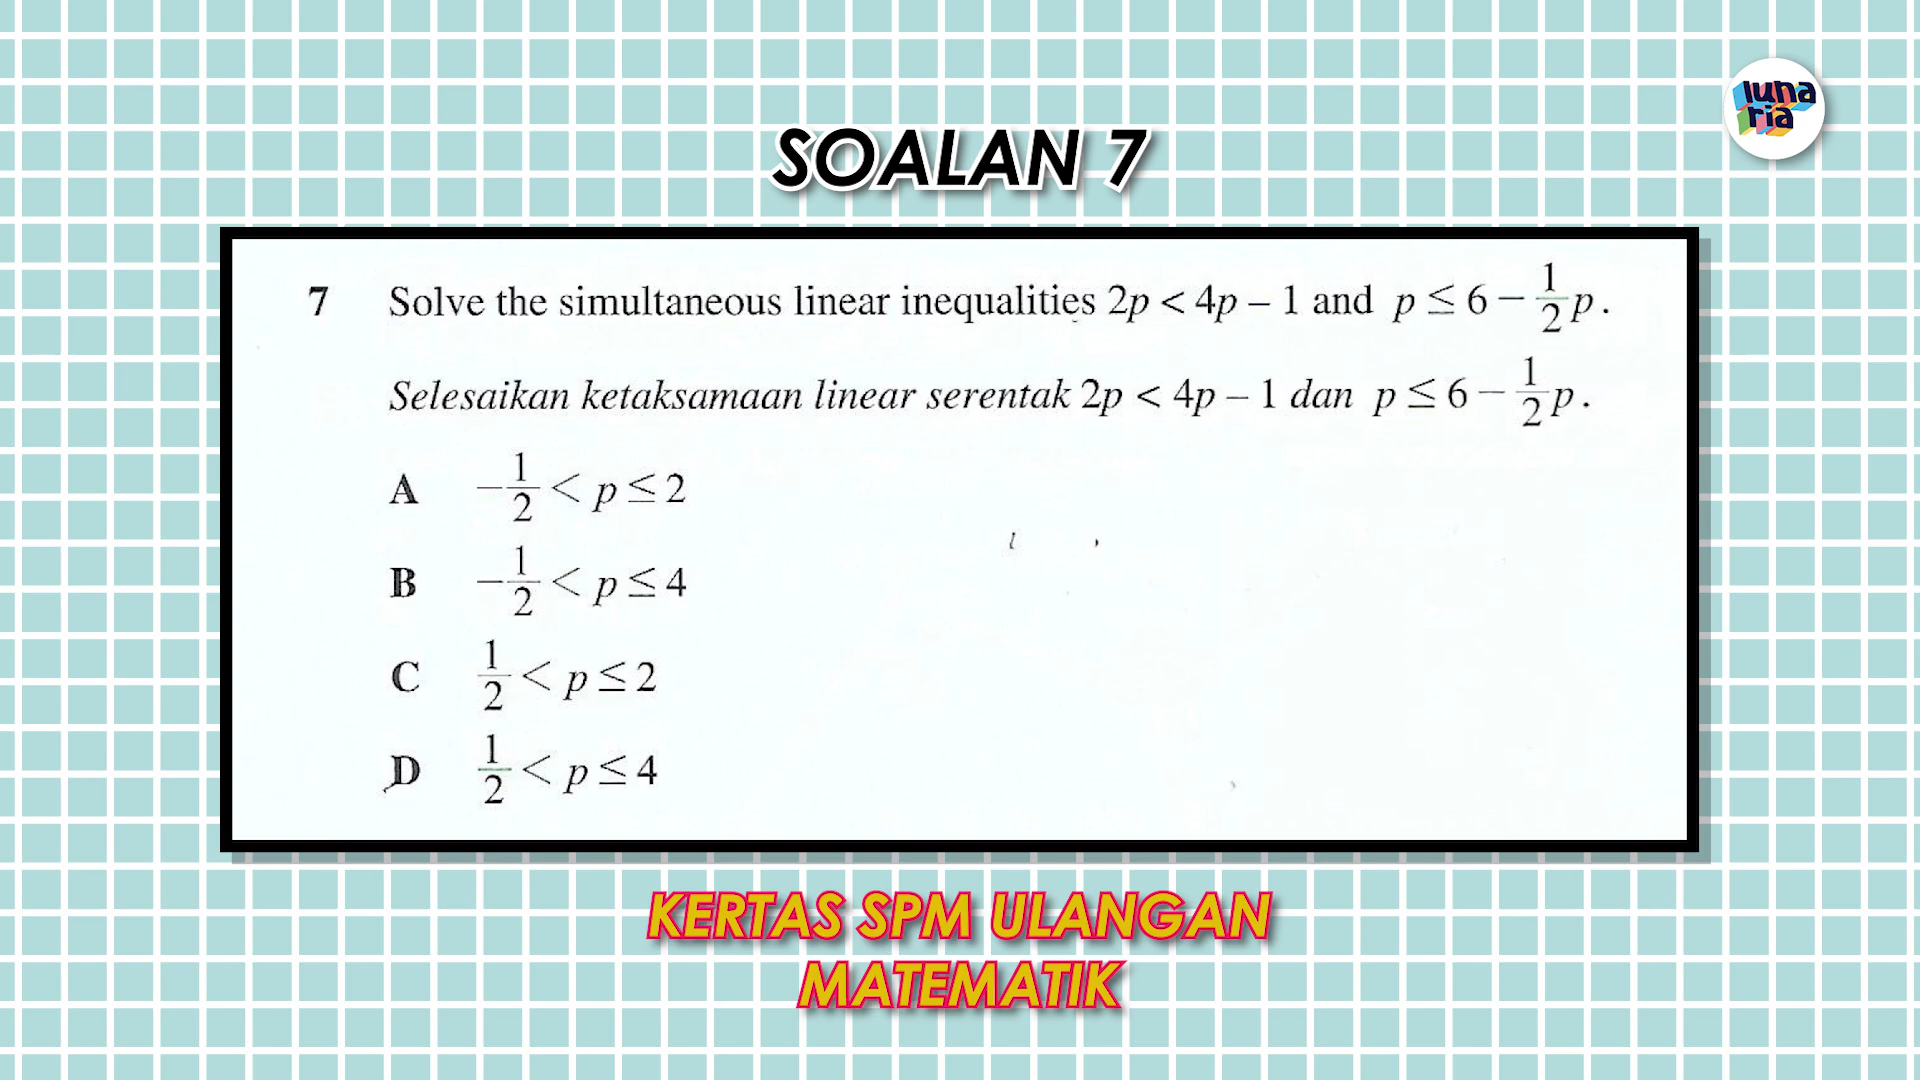 luna
ria
SOALAN 7
7 Solve the simultaneous linear inequalities 2p < 4p – 1 and p ≤ 6 – 1/2 p.
Selesaikan ketaksamaan linear serentak 2p < 4p – 1 dan p ≤ 6 – 1/2 p.
A –1/2 < p ≤ 2
B –1/2 < p ≤ 4
C 1/2 < p ≤ 2
D 1/2 < p ≤ 4
KERTAS SPM ULANGAN
MATEMATIK